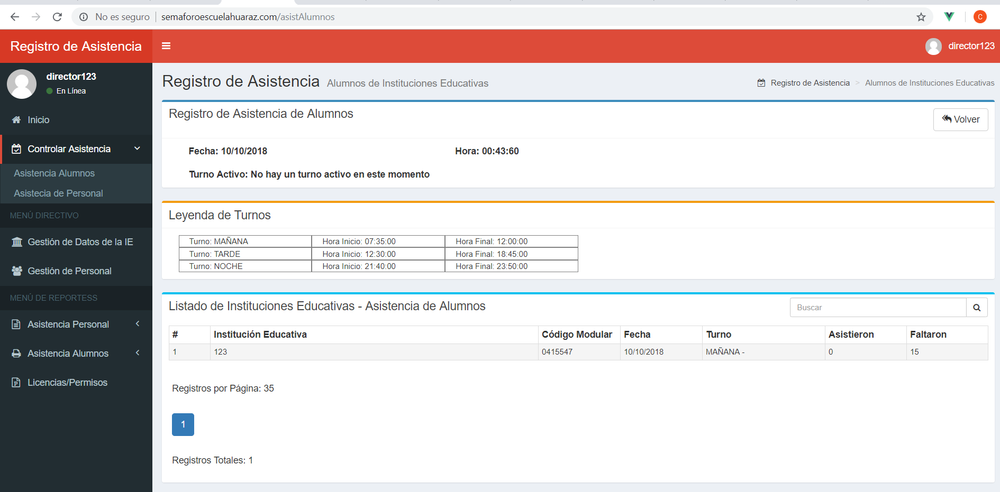 No es seguro semaforoescuelahuaraz.com/asistAlumnos C
Registro de Asistencia director123
director123
En Línea
Inicio
Controlar Asistencia
Asistencia Alumnos
Asistecia de Personal
MENÚ DIRECTIVO
Gestión de Datos de la IE
Gestión de Personal
MENÚ DE REPORTESS
Asistencia Personal
Asistencia Alumnos
Licencias/Permisos
Registro de Asistencia Alumnos de Instituciones Educativas Registro de Asistencia > Alumnos de Instituciones Educativas
Registro de Asistencia de Alumnos Volver
Fecha: 10/10/2018 Hora: 00:43:60
Turno Activo: No hay un turno activo en este momento
Leyenda de Turnos
Turno: MAÑANA Hora Inicio: 07:35:00 Hora Final: 12:00:00
Turno: TARDE Hora Inicio: 12:30:00 Hora Final: 18:45:00
Turno: NOCHE Hora Inicio: 21:40:00 Hora Final: 23:50:00
Listado de Instituciones Educativas - Asistencia de Alumnos Buscar
# Institución Educativa Código Modular Fecha Turno Asistieron Faltaron
1 123 0415547 10/10/2018 MAÑANA - 0 15
Registros por Página: 35
1
Registros Totales: 1